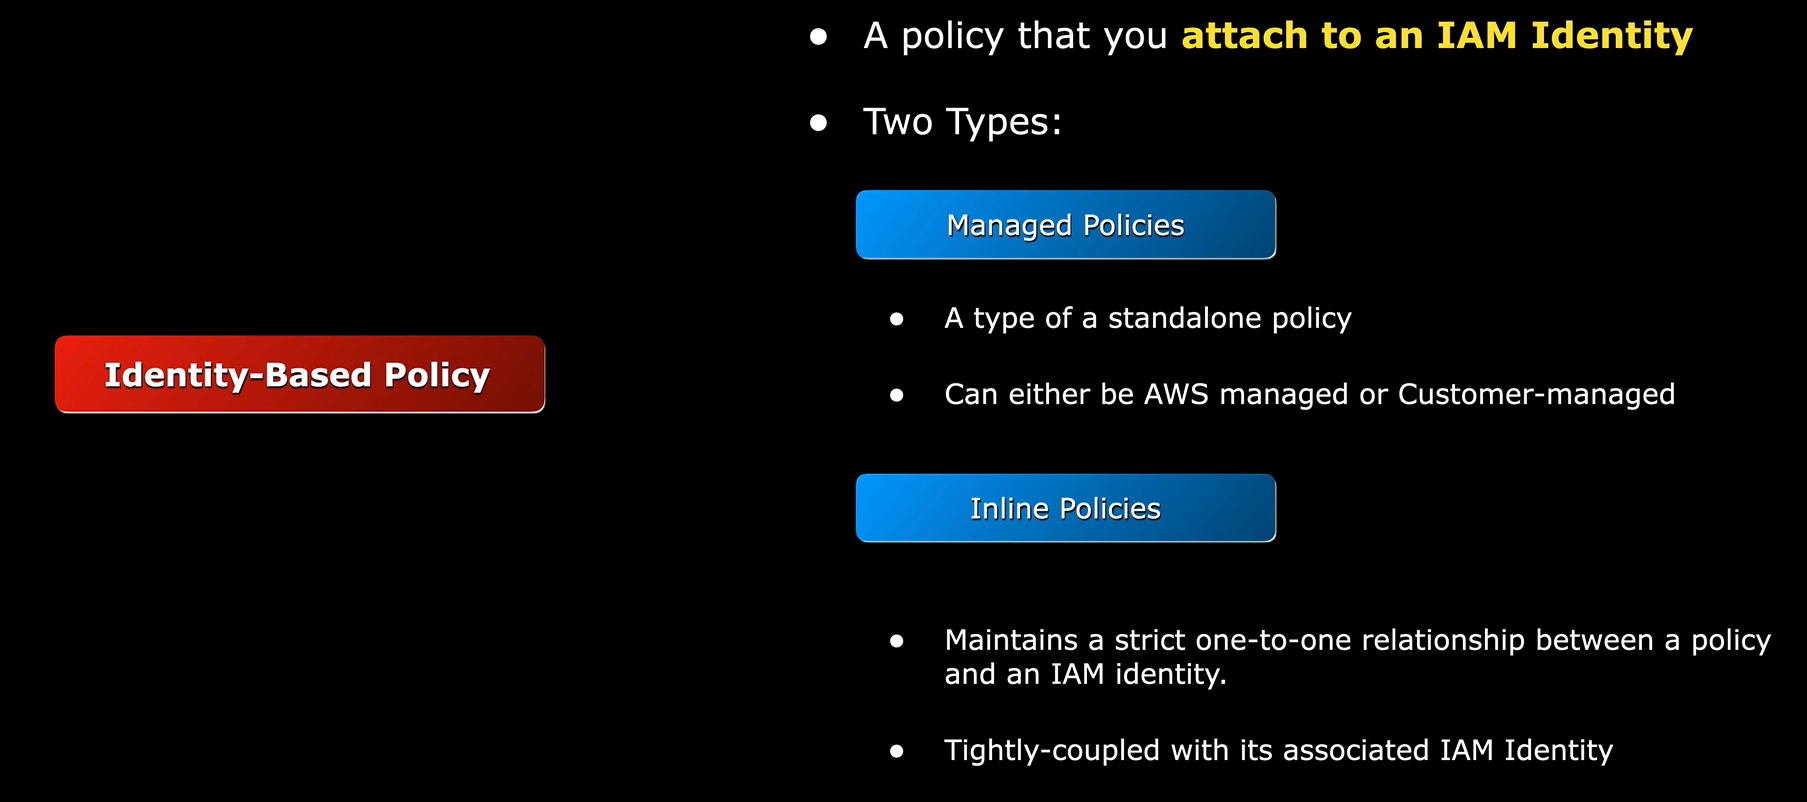 Identity-Based Policy
● A policy that you attach to an IAM Identity
● Two Types:
Managed Policies
● A type of a standalone policy
● Can either be AWS managed or Customer-managed
Inline Policies
● Maintains a strict one-to-one relationship between a policy
and an IAM identity.
● Tightly-coupled with its associated IAM Identity